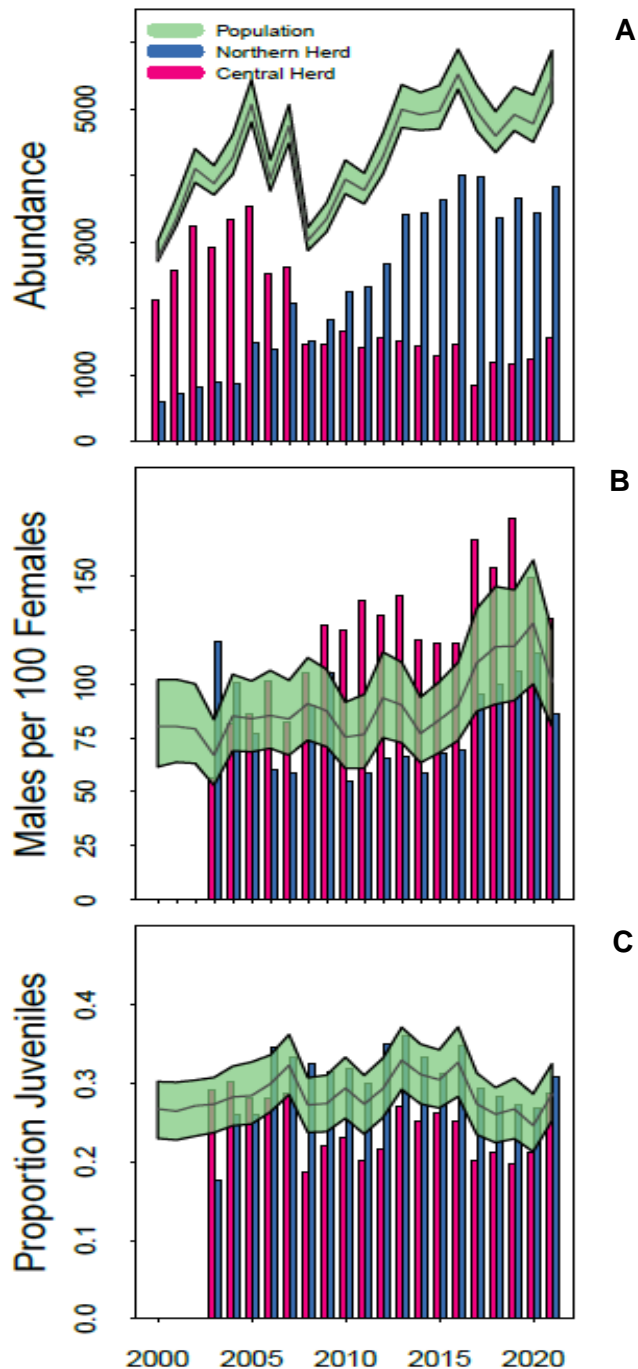 A
Population
Northern Herd
Central Herd
Abundance
5000
3000
1000
0
B
Males per 100 Females
150
100
75
50
25
0
C
Proportion Juveniles
0.4
0.3
0.2
0.1
0.0
2000 2005 2010 2015 2020